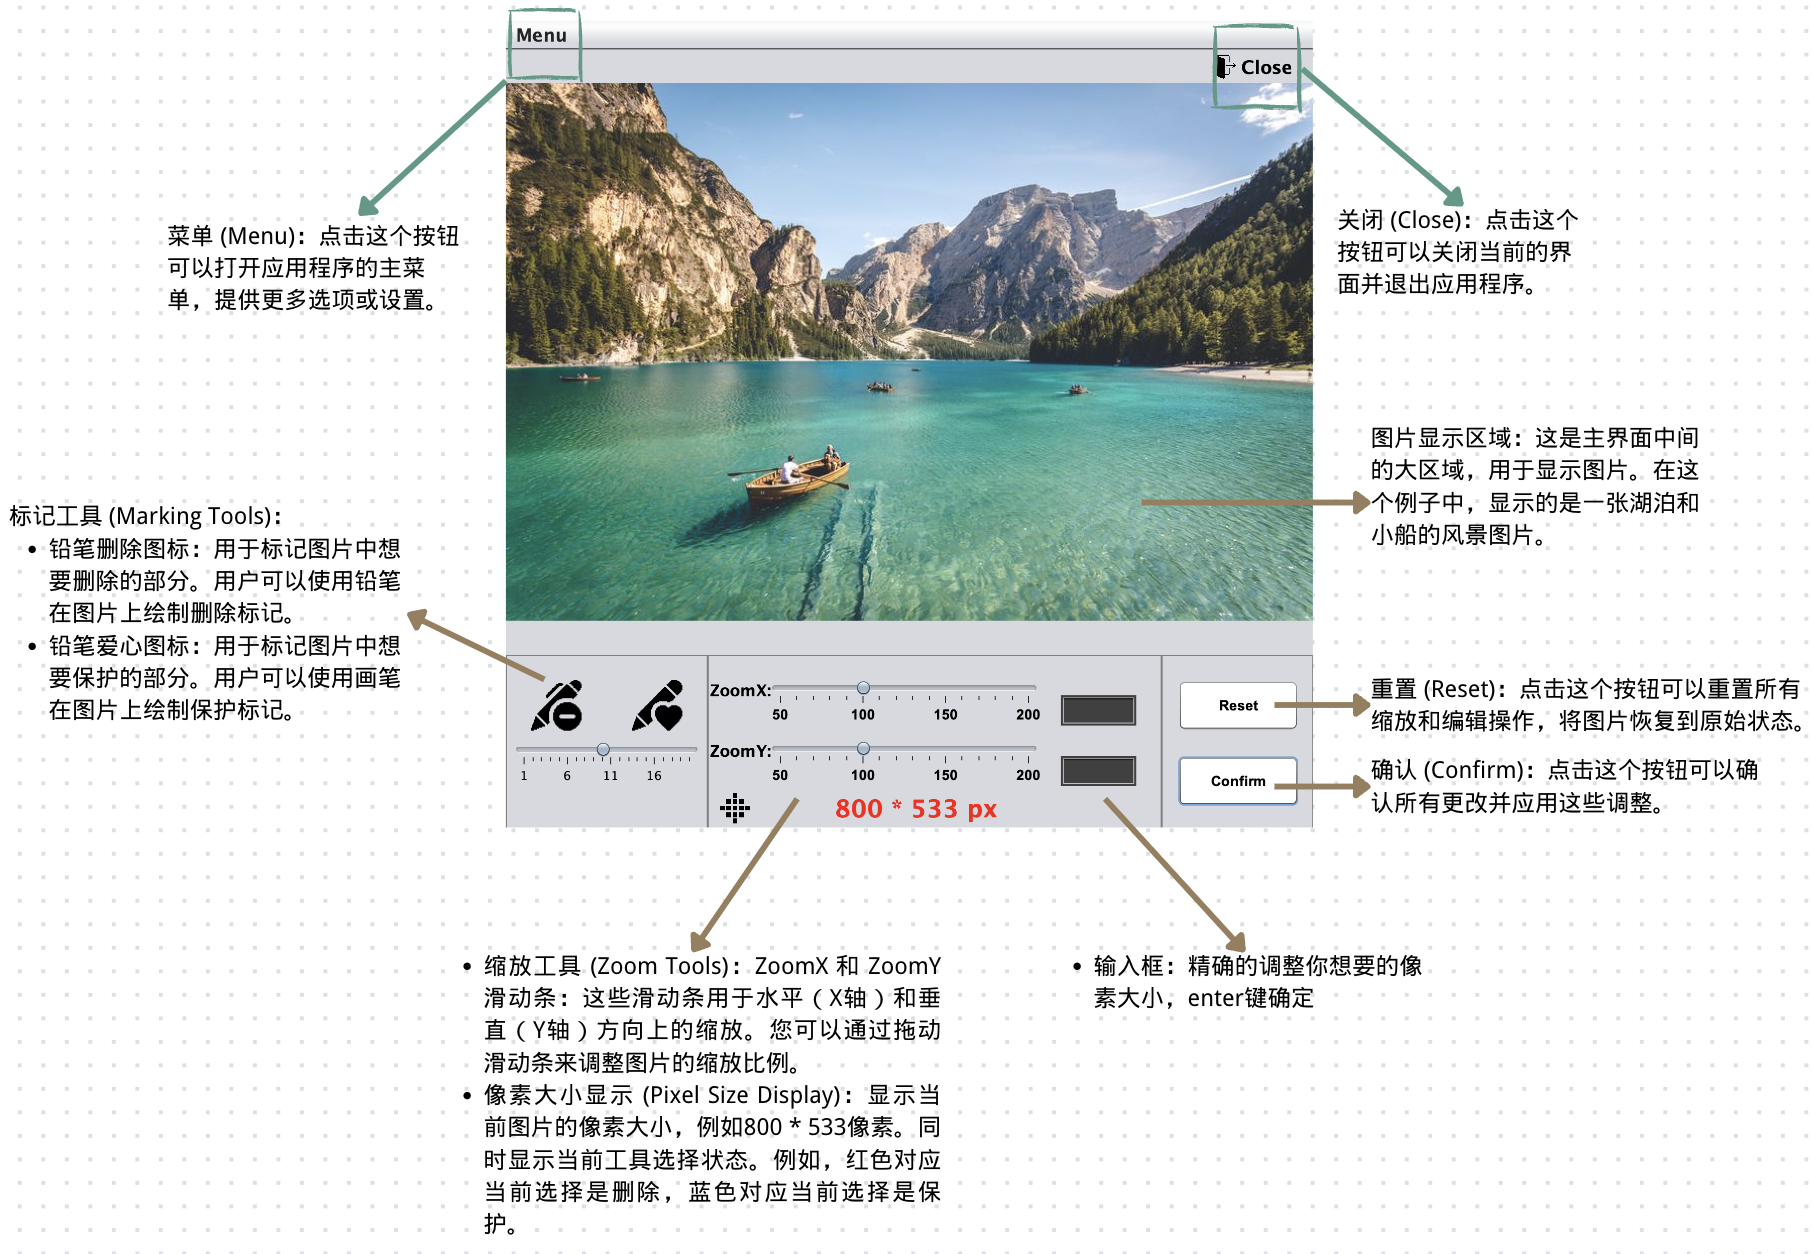 Menu
Close
菜单 (Menu)：点击这个按钮
可以打开应用程序的主菜
单，提供更多选项或设置。
关闭 (Close)：点击这个
按钮可以关闭当前的界
面并退出应用程序。
图片显示区域：这是主界面中间
的大区域，用于显示图片。在这
个例子中，显示的是一张湖泊和
小船的风景图片。
标记工具 (Marking Tools)：
• 铅笔删除图标：用于标记图片中想
要删除的部分。用户可以使用铅笔
在图片上绘制删除标记。
• 铅笔爱心图标：用于标记图片中想
要保护的部分。用户可以使用画笔
在图片上绘制保护标记。
1 6 11 16
ZoomX:
50 100 150 200
ZoomY:
50 100 150 200
800 * 533 px
Reset
Confirm
重置 (Reset)：点击这个按钮可以重置所有
缩放和编辑操作，将图片恢复到原始状态。
确认 (Confirm)：点击这个按钮可以确
认所有更改并应用这些调整。
• 缩放工具 (Zoom Tools)：ZoomX 和 ZoomY
滑动条：这些滑动条用于水平（X轴）和垂
直（Y轴）方向上的缩放。您可以通过拖动
滑动条来调整图片的缩放比例。
• 像素大小显示 (Pixel Size Display)：显示当
前图片的像素大小，例如800 * 533像素。同
时显示当前工具选择状态。例如，红色对应
当前选择是删除，蓝色对应当前选择是保
护。
• 输入框：精确的调整你想要的像
素大小，enter键确定